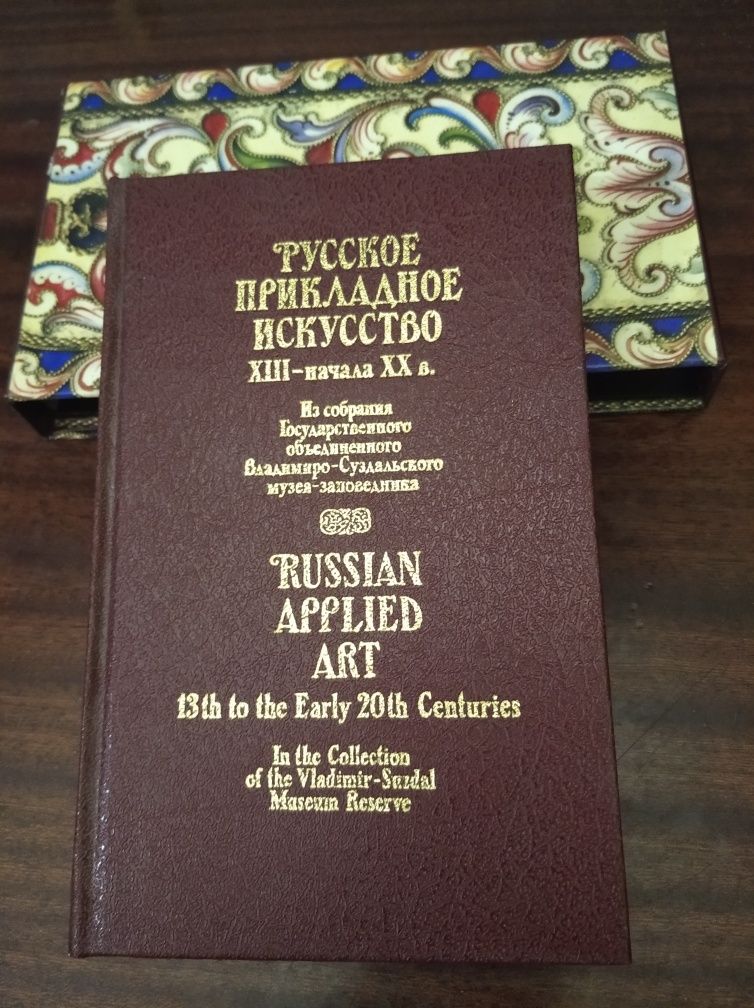 РУССКОЕ
ПРИКЛАДНОЕ
ИСКУССТВО
XIII–начала XX в.
Из собрания
Государственного
объединенного
Владимиро-Суздальского
музея-заповедника
RUSSIAN
APPLIED
ART
13th to the Early 20th Centuries
In the Collection
of the Vladimir-Suzdal
Museum Reserve